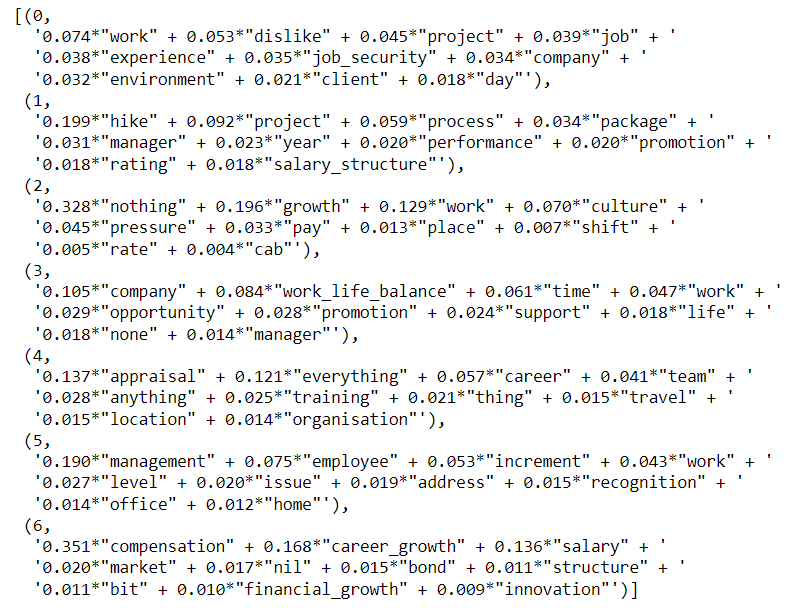 [(0,
'0.074*"work" + 0.053*"dislike" + 0.045*"project" + 0.039*"job" + '
'0.038*"experience" + 0.035*"job_security" + 0.034*"company" + '
'0.032*"environment" + 0.021*"client" + 0.018*"day"'),
(1,
'0.199*"hike" + 0.092*"project" + 0.059*"process" + 0.034*"package" + '
'0.031*"manager" + 0.023*"year" + 0.020*"performance" + 0.020*"promotion" + '
'0.018*"rating" + 0.018*"salary_structure"'),
(2,
'0.328*"nothing" + 0.196*"growth" + 0.129*"work" + 0.070*"culture" + '
'0.045*"pressure" + 0.033*"pay" + 0.013*"place" + 0.007*"shift" + '
'0.005*"rate" + 0.004*"cab"'),
(3,
'0.105*"company" + 0.084*"work_life_balance" + 0.061*"time" + 0.047*"work" + '
'0.029*"opportunity" + 0.028*"promotion" + 0.024*"support" + 0.018*"life" + '
'0.018*"none" + 0.014*"manager"'),
(4,
'0.137*"appraisal" + 0.121*"everything" + 0.057*"career" + 0.041*"team" + '
'0.028*"anything" + 0.025*"training" + 0.021*"thing" + 0.015*"travel" + '
'0.015*"location" + 0.014*"organisation"'),
(5,
'0.190*"management" + 0.075*"employee" + 0.053*"increment" + 0.043*"work" + '
'0.027*"level" + 0.020*"issue" + 0.019*"address" + 0.015*"recognition" + '
'0.014*"office" + 0.012*"home"'),
(6,
'0.351*"compensation" + 0.168*"career_growth" + 0.136*"salary" + '
'0.020*"market" + 0.017*"nil" + 0.015*"bond" + 0.011*"structure" + '
'0.011*"bit" + 0.010*"financial_growth" + 0.009*"innovation"')]